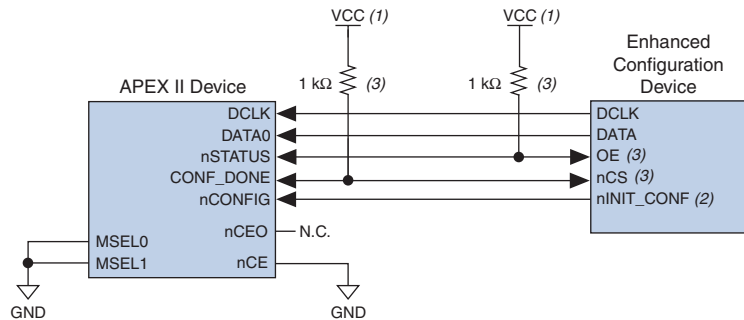 VCC (1)
VCC (1)
Enhanced
Configuration
Device
1 kΩ
(3)
1 kΩ
(3)
APEX II Device
DCLK
DATA0
nSTATUS
CONF_DONE
nCONFIG
nCEO
N.C.
MSEL0
MSEL1
nCE
DCLK
DATA
OE (3)
nCS (3)
nINIT_CONF (2)
GND
GND